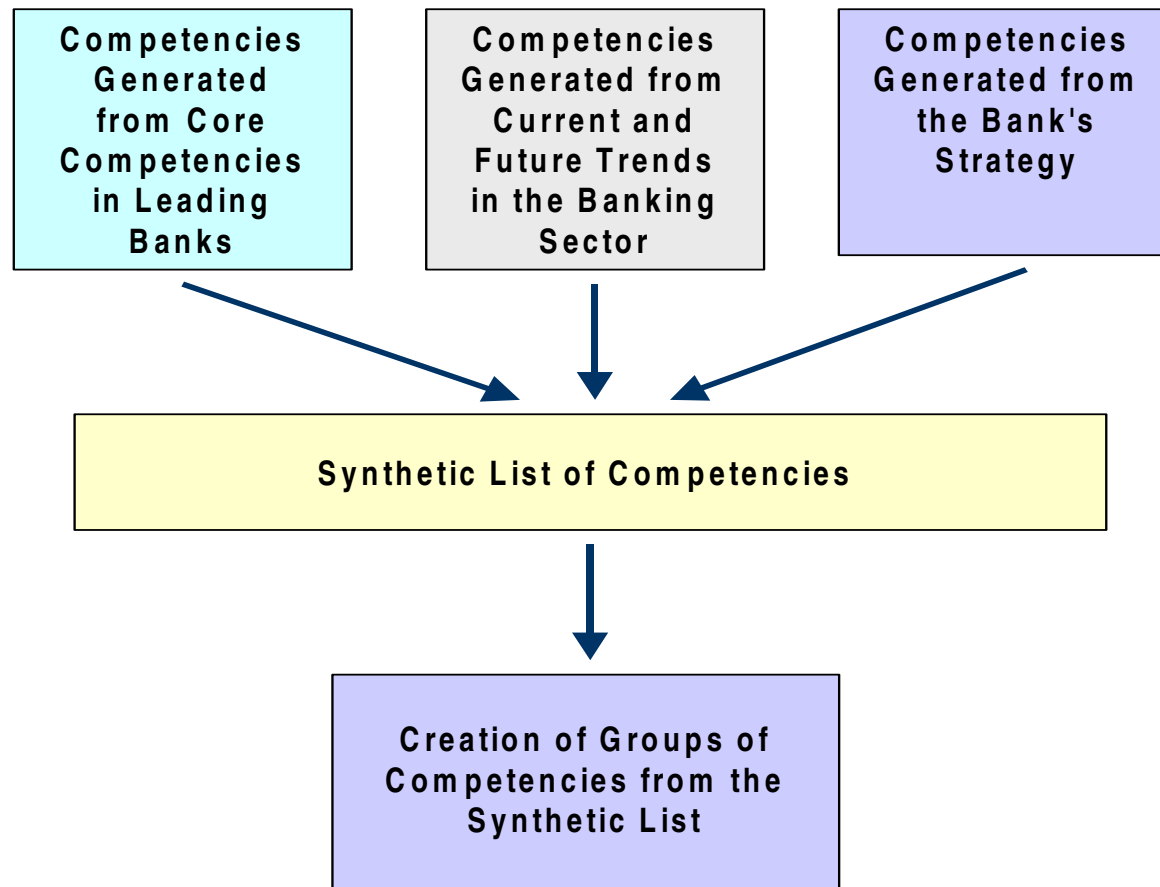 Competencies
Generated
from Core
Competencies
in Leading
Banks
Competencies
Generated from
Current and
Future Trends
in the Banking
Sector
Competencies
Generated from
the Bank's
Strategy
Synthetic List of Competencies
Creation of Groups of
Competencies from the
Synthetic List